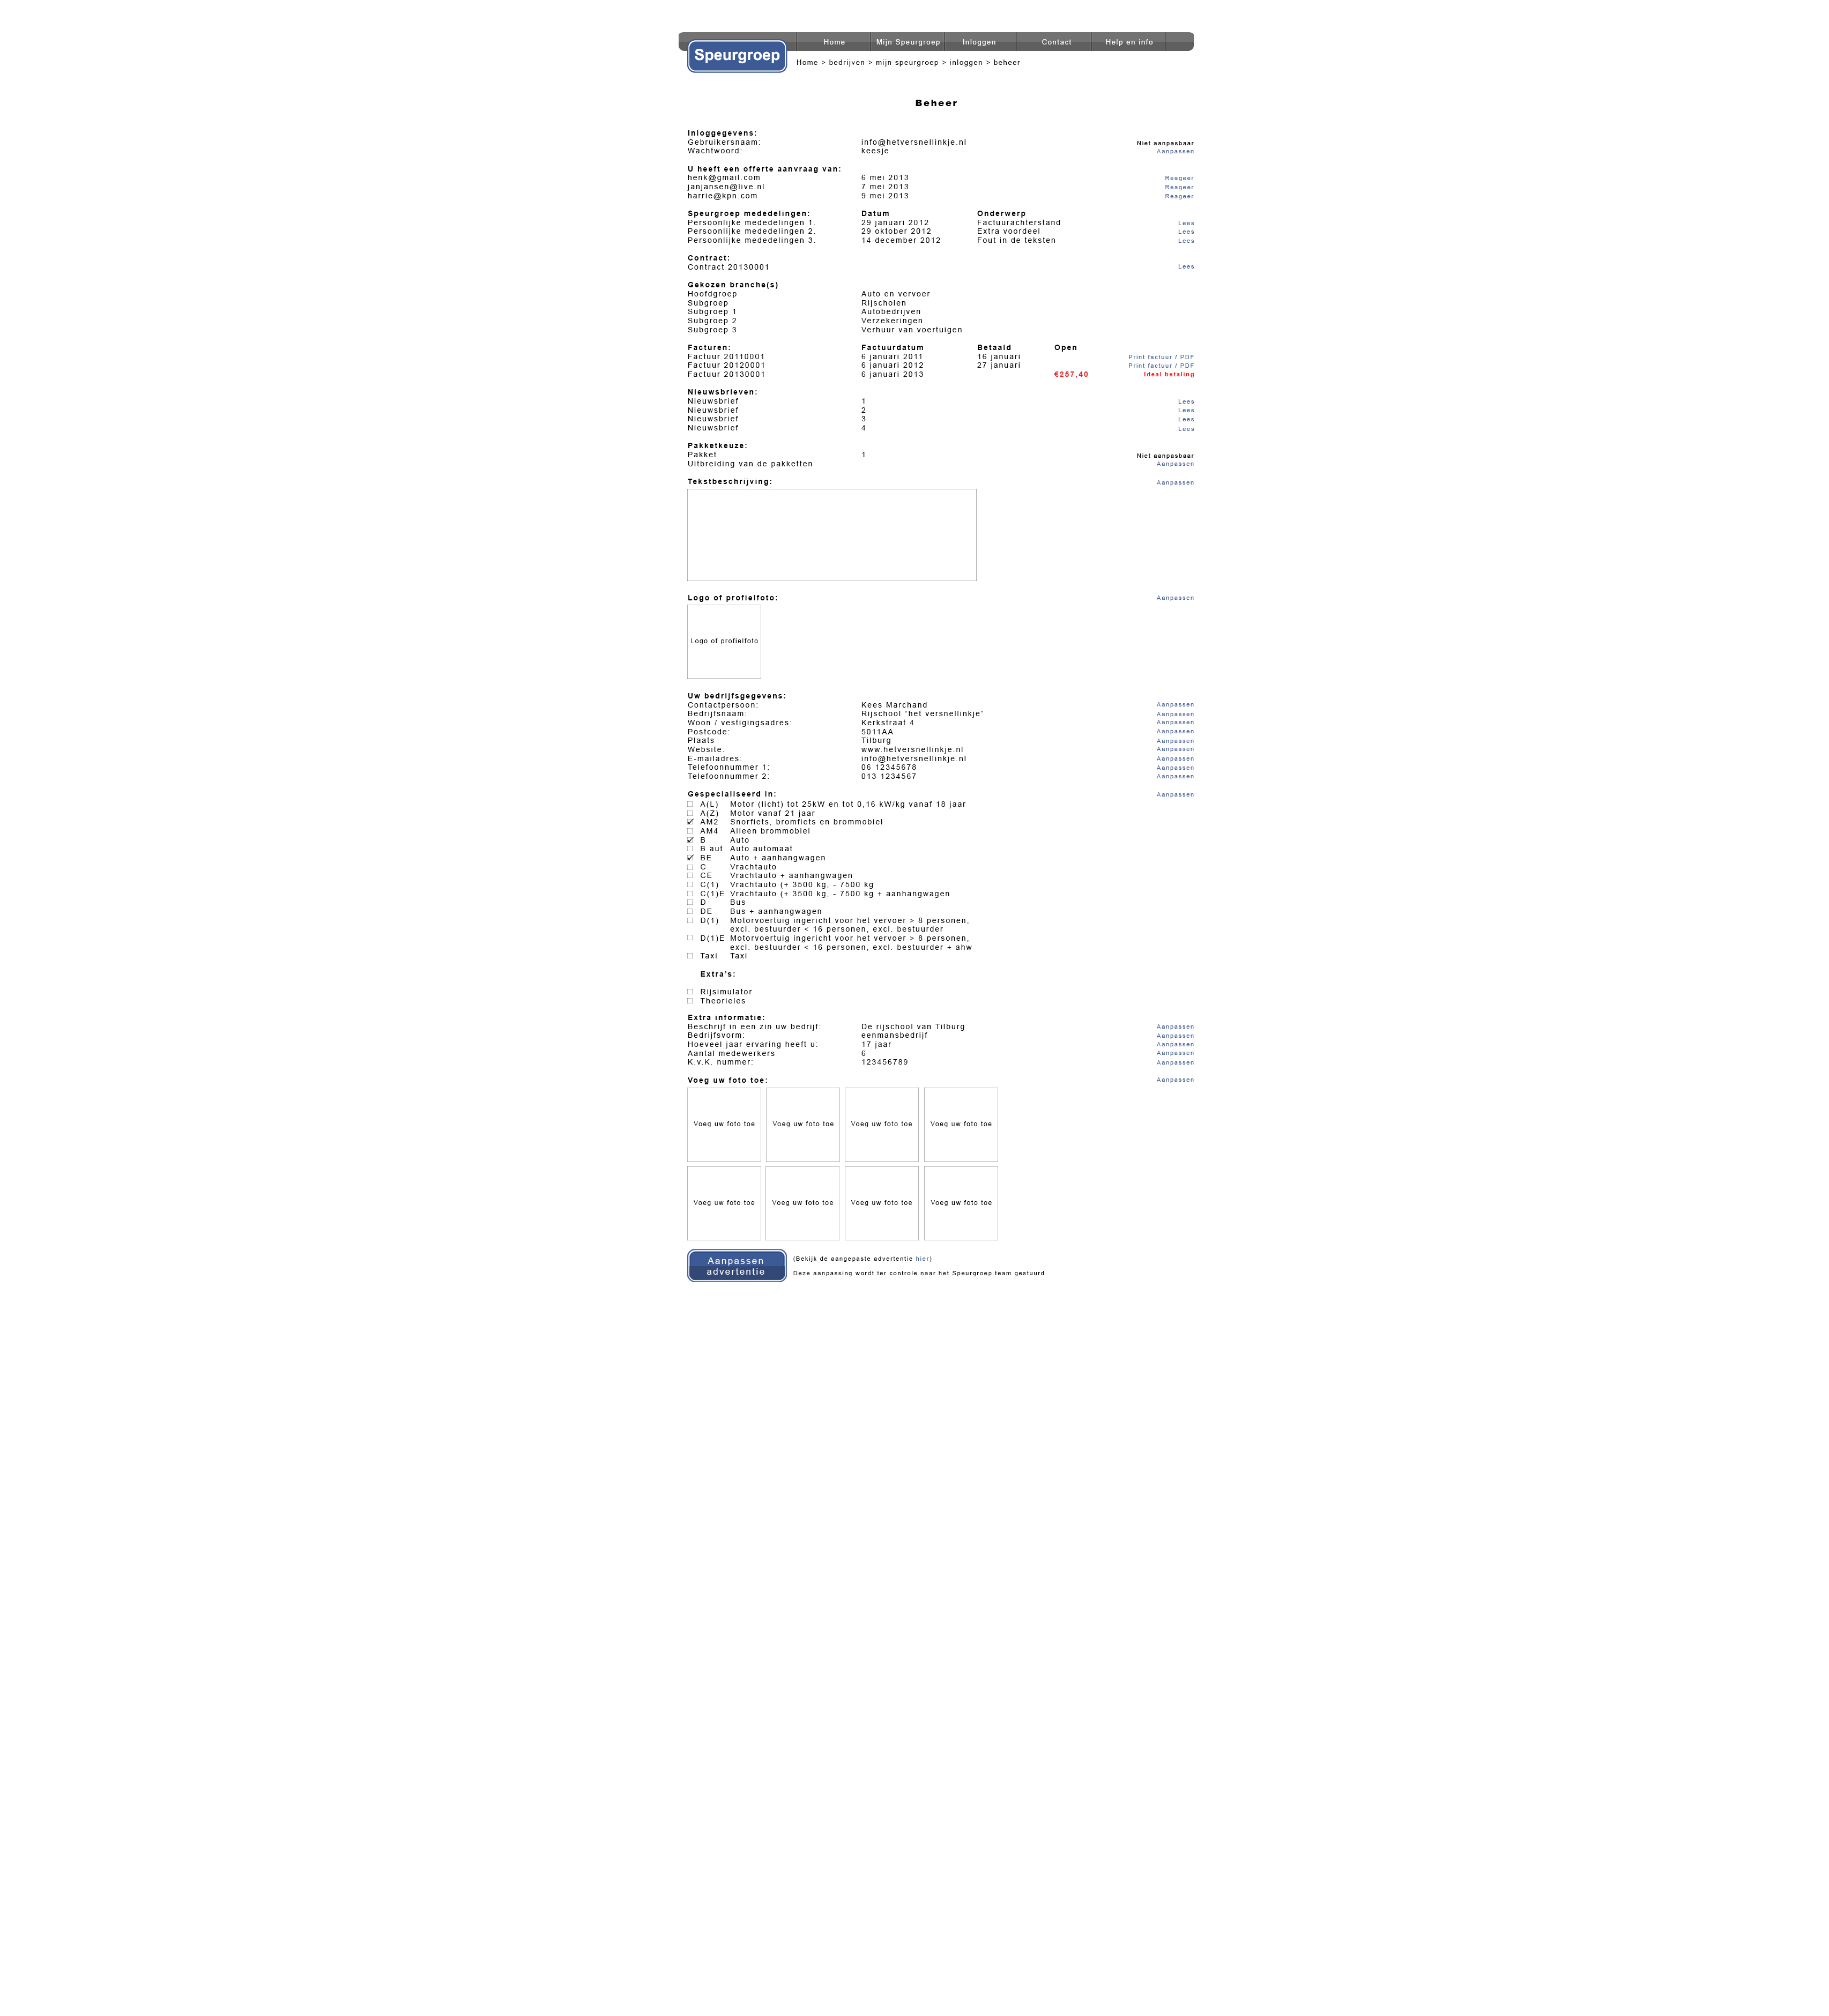 Home Mijn Speurgroep Inloggen Contact Help en info
Speurgroep
Home > bedrijven > mijn speurgroep > inloggen > beheer
Beheer
Inloggegevens:
Gebruikersnaam: info@hetversnellinkje.nl Niet aanpasbaar
Wachtwoord: keesje Aanpassen
U heeft een offerte aanvraag van:
henk@gmail.com 6 mei 2013 Reageer
janjansen@live.nl 7 mei 2013 Reageer
harrie@kpn.com 9 mei 2013 Reageer
Speurgroep mededelingen: Datum Onderwerp
Persoonlijke mededelingen 1. 29 januari 2012 Factuurachterstand Lees
Persoonlijke mededelingen 2. 29 oktober 2012 Extra voordeel Lees
Persoonlijke mededelingen 3. 14 december 2012 Fout in de teksten Lees
Contract:
Contract 20130001 Lees
Gekozen branche(s)
Hoofdgroep Auto en vervoer
Subgroep Rijscholen
Subgroep 1 Autobedrijven
Subgroep 2 Verzekeringen
Subgroep 3 Verhuur van voertuigen
Facturen: Factuurdatum Betaald Open
Factuur 20110001 6 januari 2011 16 januari Print factuur / PDF
Factuur 20120001 6 januari 2012 27 januari Print factuur / PDF
Factuur 20130001 6 januari 2013 €257,40 Ideal betaling
Nieuwsbrieven:
Nieuwsbrief 1 Lees
Nieuwsbrief 2 Lees
Nieuwsbrief 3 Lees
Nieuwsbrief 4 Lees
Pakketkeuze:
Pakket 1 Niet aanpasbaar
Uitbreiding van de pakketten Aanpassen
Tekstbeschrijving: Aanpassen
Logo of profielfoto: Aanpassen
Logo of profielfoto
Uw bedrijfsgegevens:
Contactpersoon: Kees Marchand Aanpassen
Bedrijfsnaam: Rijschool "het versnellinkje" Aanpassen
Woon / vestigingsadres: Kerkstraat 4 Aanpassen
Postcode: 5011AA Aanpassen
Plaats Tilburg Aanpassen
Website: www.hetversnellinkje.nl Aanpassen
E-mailadres: info@hetversnellinkje.nl Aanpassen
Telefoonnummer 1: 06 12345678 Aanpassen
Telefoonnummer 2: 013 1234567 Aanpassen
Gespecialiseerd in: Aanpassen
A(L) Motor (licht) tot 25kW en tot 0,16 kW/kg vanaf 18 jaar
A(Z) Motor vanaf 21 jaar
AM2 Snorfiets, bromfiets en brommobiel
AM4 Alleen brommobiel
B Auto
B aut Auto automaat
BE Auto + aanhangwagen
C Vrachtauto
CE Vrachtauto + aanhangwagen
C(1) Vrachtauto (+ 3500 kg, - 7500 kg
C(1)E Vrachtauto (+ 3500 kg, - 7500 kg + aanhangwagen
D Bus
DE Bus + aanhangwagen
D(1) Motorvoertuig ingericht voor het vervoer > 8 personen,
excl. bestuurder < 16 personen, excl. bestuurder
D(1)E Motorvoertuig ingericht voor het vervoer > 8 personen,
excl. bestuurder < 16 personen, excl. bestuurder + ahw
Taxi Taxi
Extra's:
Rijsimulator
Theorieles
Extra informatie:
Beschrijf in een zin uw bedrijf: De rijschool van Tilburg Aanpassen
Bedrijfsvorm: eenmansbedrijf Aanpassen
Hoeveel jaar ervaring heeft u: 17 jaar Aanpassen
Aantal medewerkers 6 Aanpassen
K.v.K. nummer: 123456789 Aanpassen
Voeg uw foto toe: Aanpassen
Voeg uw foto toe Voeg uw foto toe Voeg uw foto toe Voeg uw foto toe
Voeg uw foto toe Voeg uw foto toe Voeg uw foto toe Voeg uw foto toe
Aanpassen
advertentie
(Bekijk de aangepaste advertentie hier)
Deze aanpassing wordt ter controle naar het Speurgroep team gestuurd